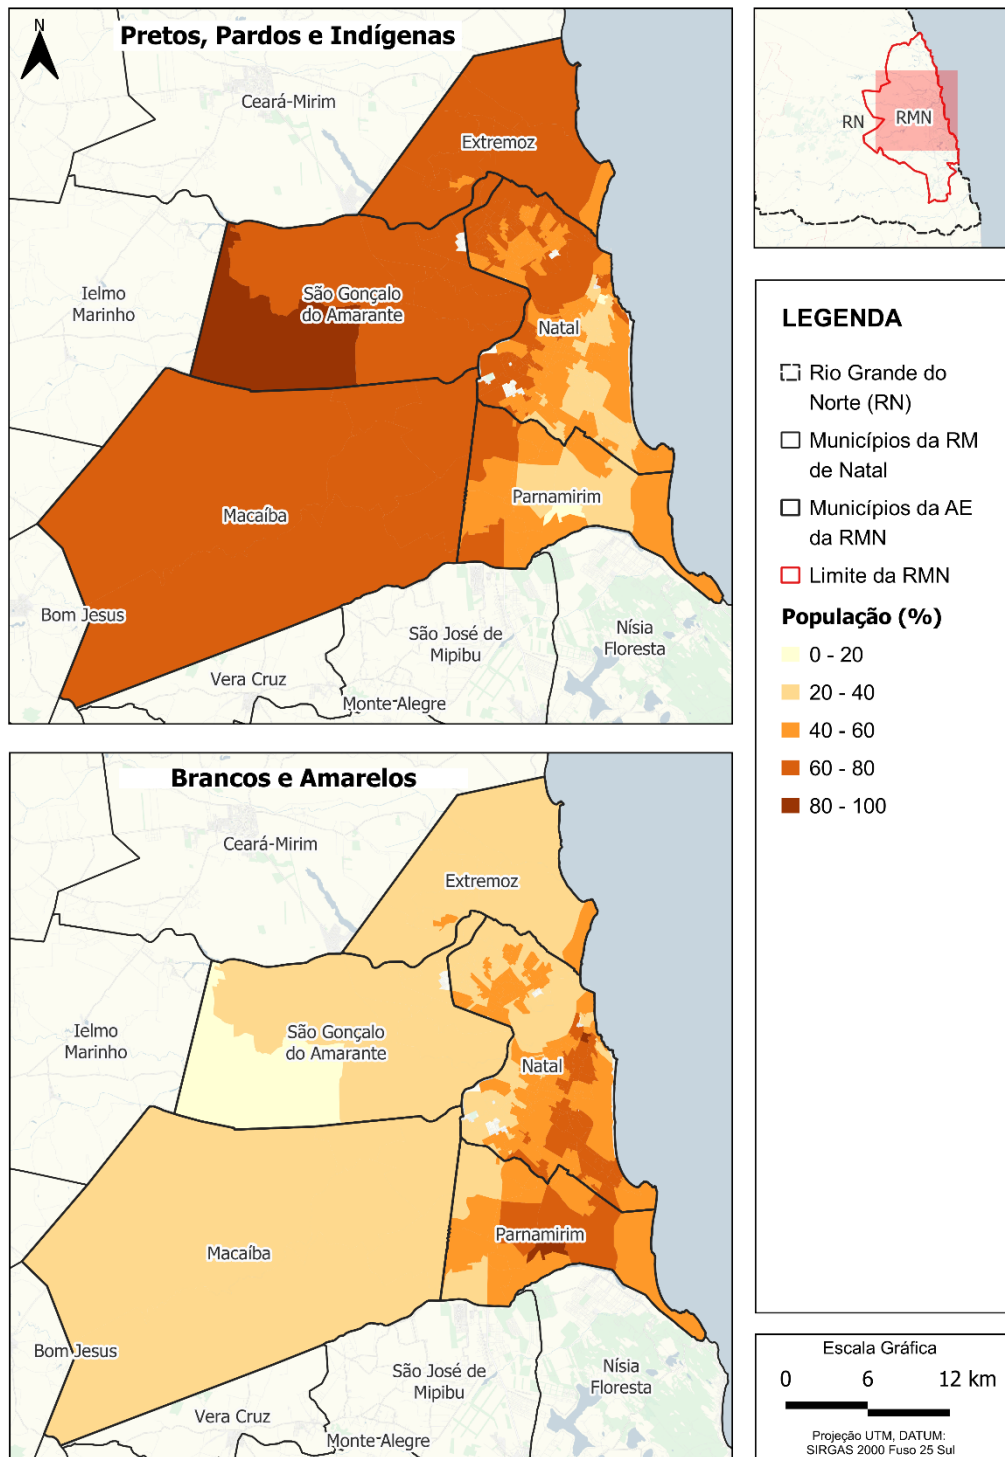 N
Pretos, Pardos e Indígenas
Ceará-Mirim
Extremoz
Ielmo
Marinho
São Gonçalo
do Amarante
Natal
Macaíba
Parnamirim
Bom Jesus
São José de
Mipibu
Nísia
Floresta
Vera Cruz
Monte-Alegre
RN
RMN
Brancos e Amarelos
Ceará-Mirim
Extremoz
Ielmo
Marinho
São Gonçalo
do Amarante
Natal
Parnamirim
Macaíba
Bom Jesus
São José de
Mipibu
Nísia
Floresta
Vera Cruz
Monte-Alegre
LEGENDA
Rio Grande do
Norte (RN)
Municípios da RM
de Natal
Municípios da AE
da RMN
Limite da RMN
População (%)
0 - 20
20 - 40
40 - 60
60 - 80
80 - 100
Escala Gráfica
0 6 12 km
Projeção UTM, DATUM:
SIRGAS 2000 Fuso 25 Sul